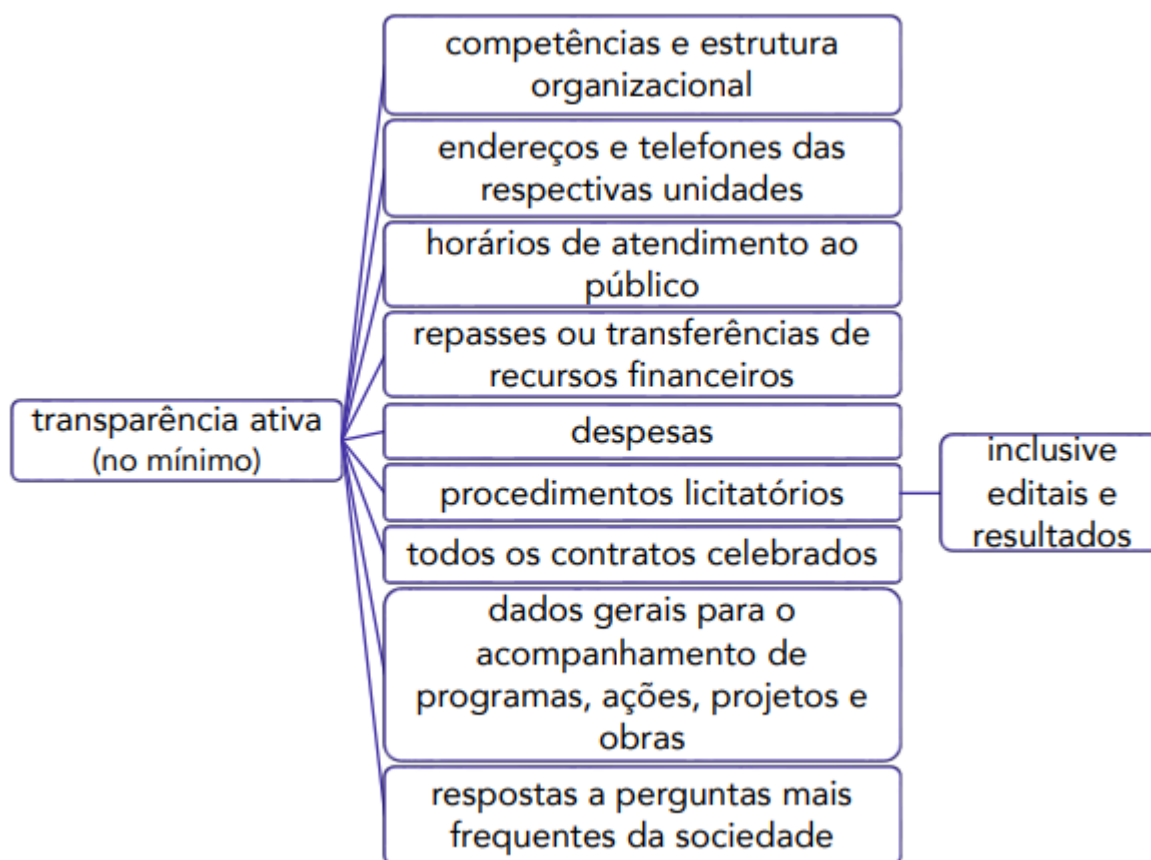 competências e estrutura
organizacional
endereços e telefones das
respectivas unidades
horários de atendimento ao
público
repasses ou transferências de
recursos financeiros
transparência ativa
(no mínimo)
despesas
procedimentos licitatórios
inclusive
editais e
resultados
todos os contratos celebrados
dados gerais para o
acompanhamento de
programas, ações, projetos e
obras
respostas a perguntas mais
frequentes da sociedade